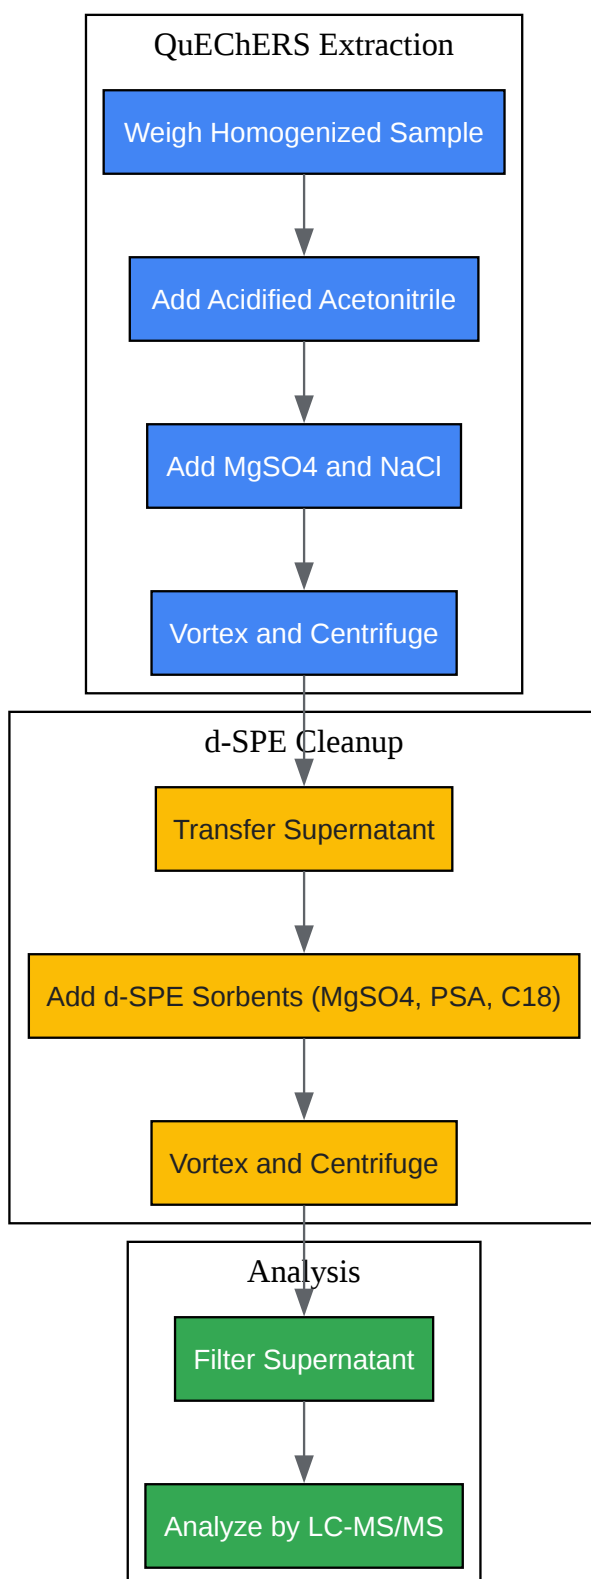 QuEChERS Extraction
Weigh Homogenized Sample
Add Acidified Acetonitrile
Add MgSO4 and NaCl
Vortex and Centrifuge
d-SPE Cleanup
Transfer Supernatant
Add d-SPE Sorbents (MgSO4, PSA, C18)
Vortex and Centrifuge
Analysis
Filter Supernatant
Analyze by LC-MS/MS